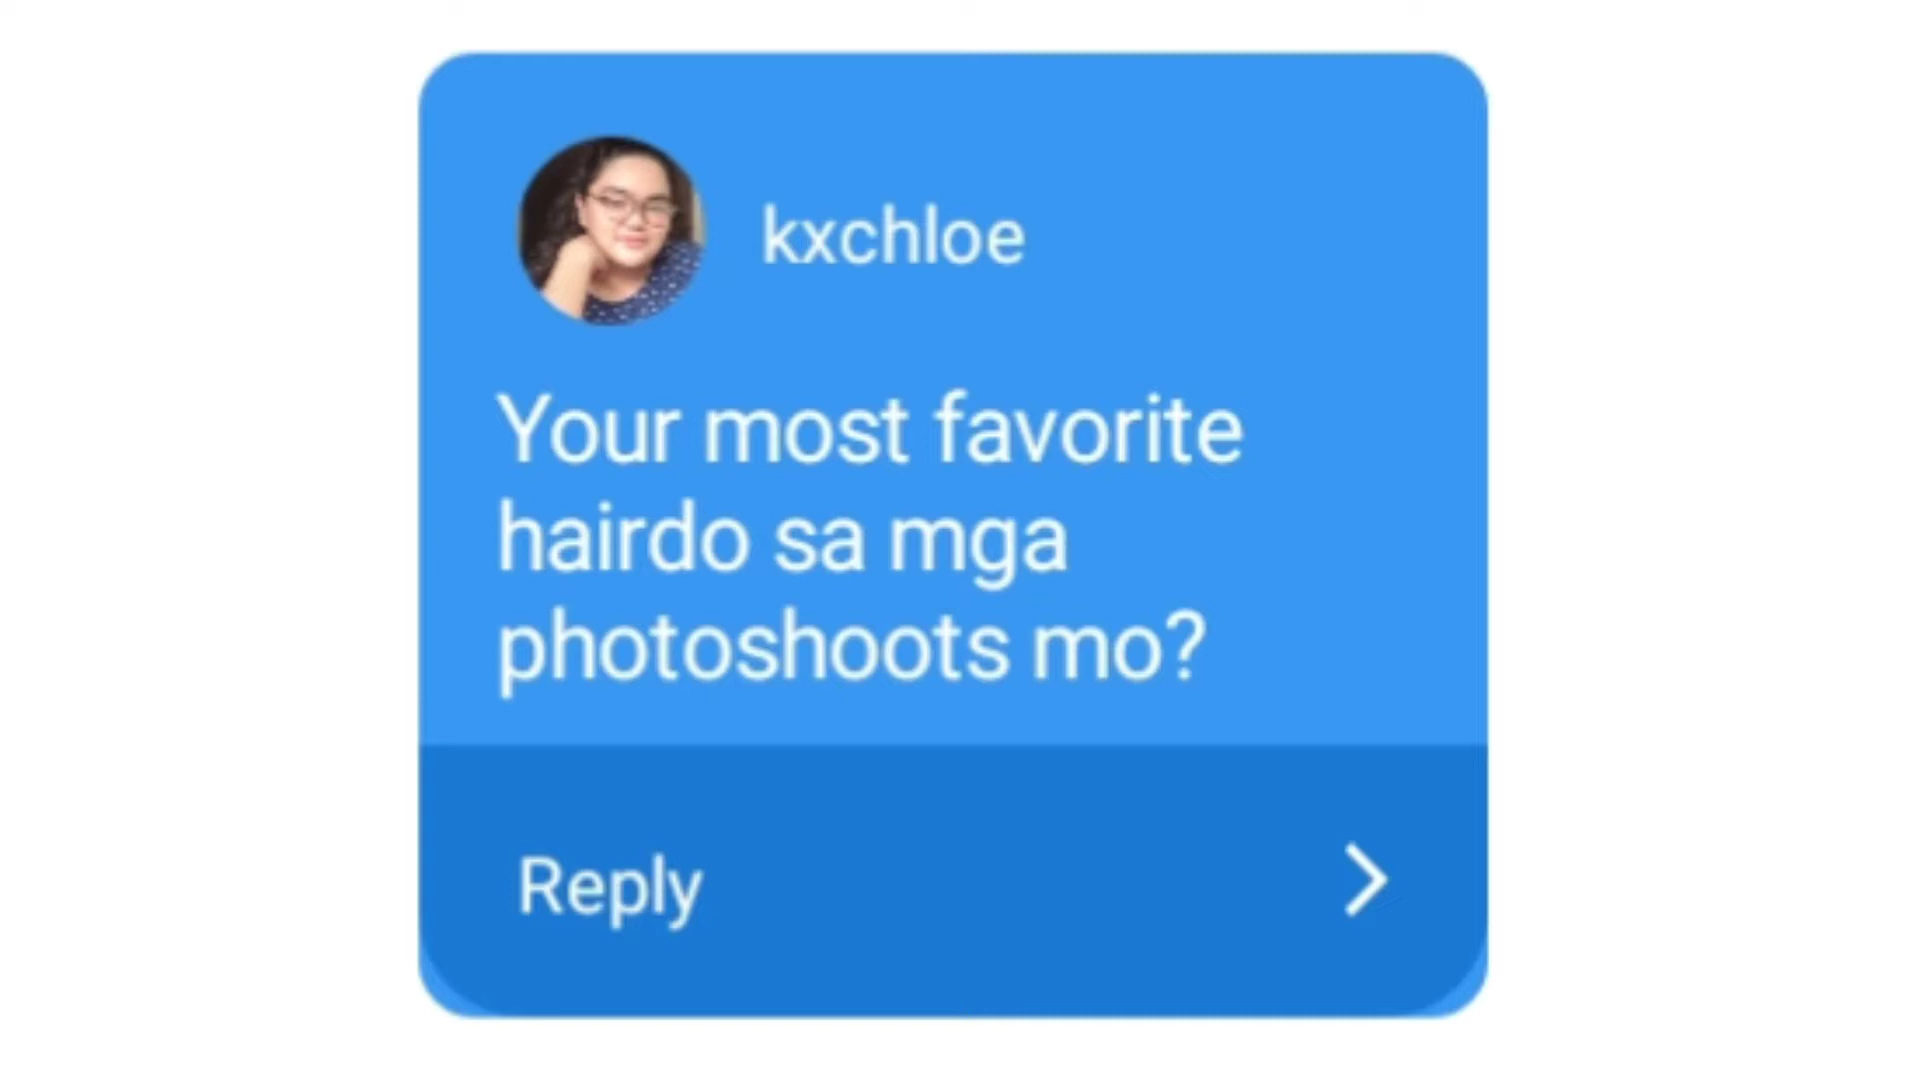 kxchloe
Your most favorite
hairdo sa mga
photoshoots mo?
Reply